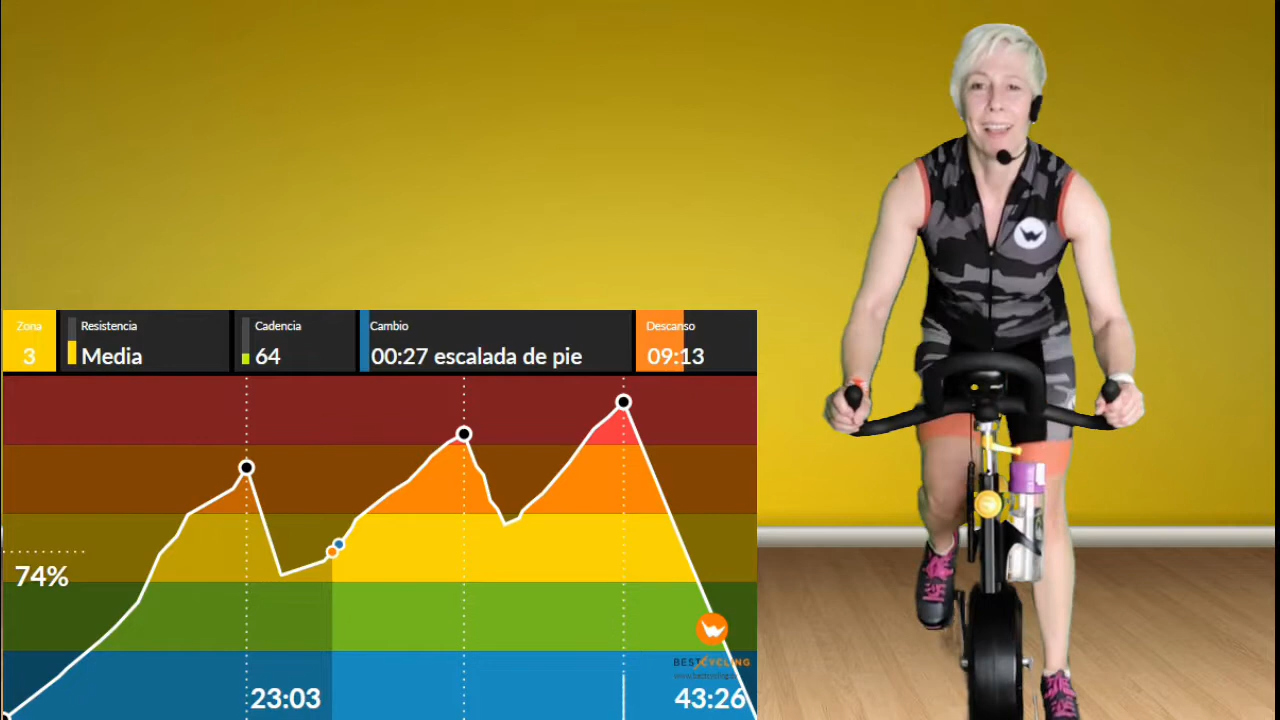 Zona
3
Resistencia
Media
Cadencia
64
Cambio
00:27 escalada de pie
Descanso
09:13
74%
23:03
43:26
BESTCYCLING